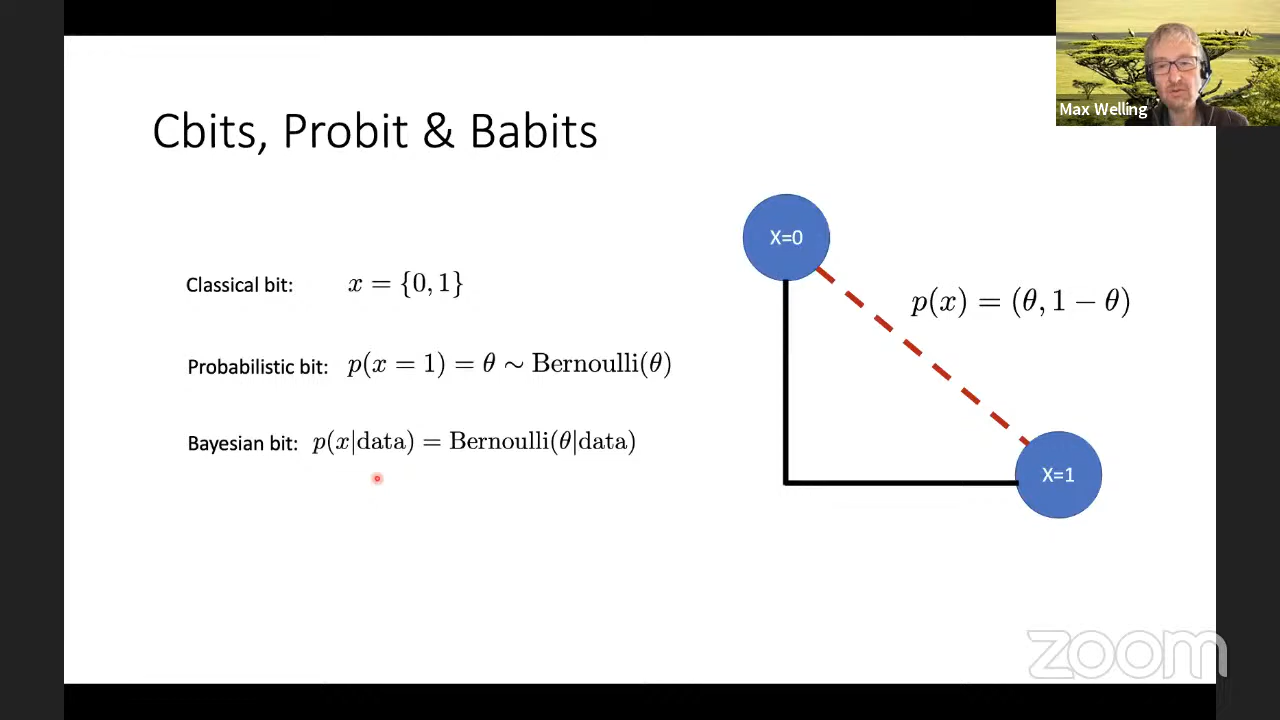 Max Welling
Cbits, Probit & Babits
Classical bit: x = {0, 1}
Probabilistic bit: p(x = 1) = θ ∼ Bernoulli(θ)
Bayesian bit: p(x|data) = Bernoulli(θ|data)
X=0
p(x) = (θ, 1 − θ)
X=1
zoom